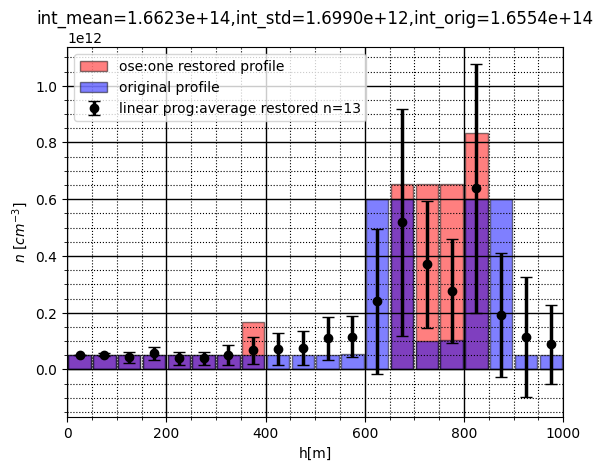 int_mean=1.6623e+14,int_std=1.6990e+12,int_orig=1.6554e+14
1e12
ose:one restored profile
original profile
linear prog:average restored n=13
1.0
0.8
0.6
0.4
0.2
0.0
n [cm⁻³]
0 200 400 600 800 1000
h[m]